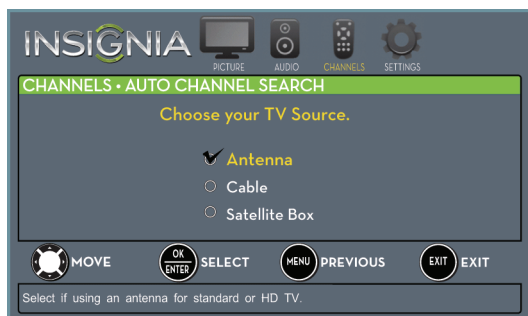 INSIGNIA
PICTURE AUDIO CHANNELS SETTINGS
CHANNELS • AUTO CHANNEL SEARCH
Choose your TV Source.
Antenna
Cable
Satellite Box
MOVE OK ENTER SELECT MENU PREVIOUS EXIT EXIT
Select if using an antenna for standard or HD TV.